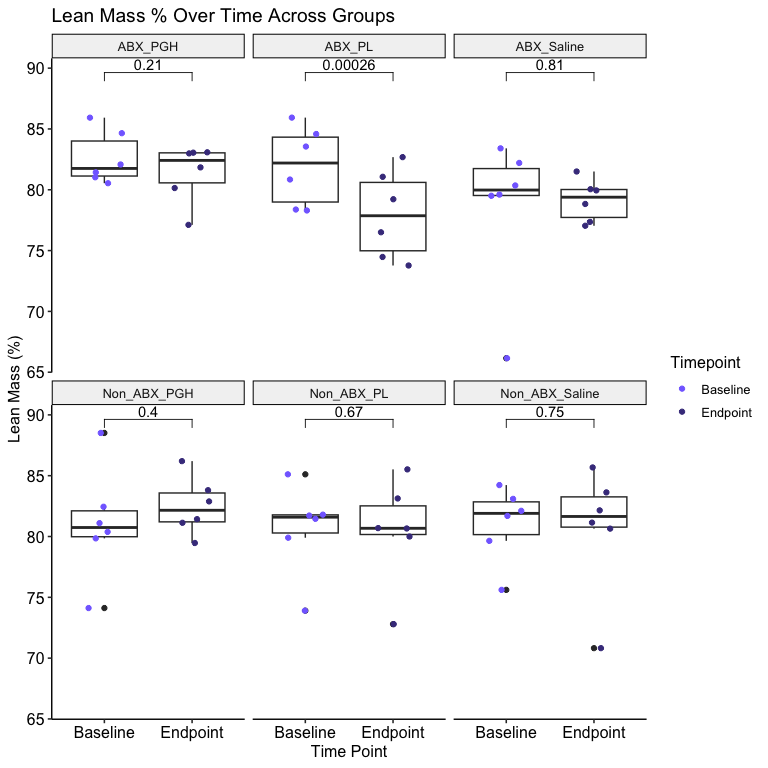 Lean Mass % Over Time Across Groups
ABX_PGH ABX_PL ABX_Saline
0.21 0.00026 0.81
90
85
80
75
70
65
Non_ABX_PGH Non_ABX_PL Non_ABX_Saline
0.4 0.67 0.75
90
85
80
75
70
65
Lean Mass (%)
Baseline Endpoint Baseline Endpoint Baseline Endpoint
Time Point
Timepoint
Baseline
Endpoint